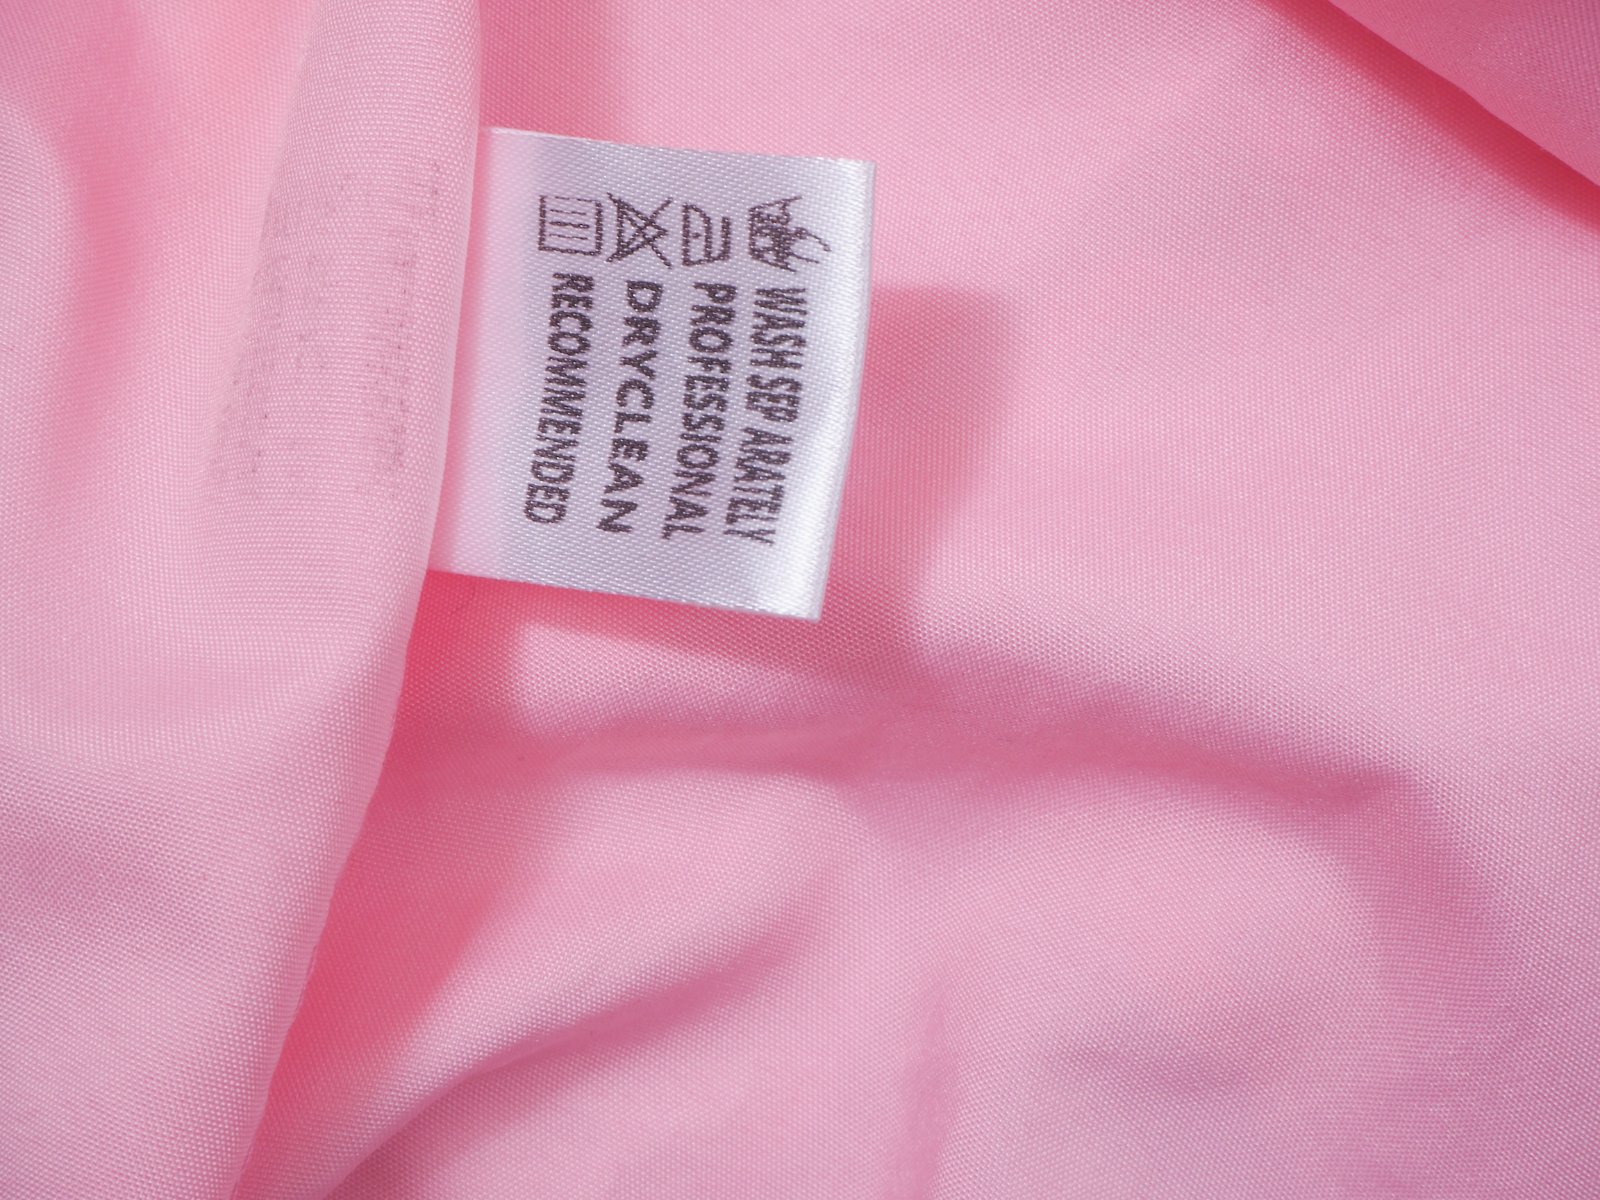 WASH SEP ARATELY
PROFESSIONAL
DRYCLEAN
RECOMMENDED